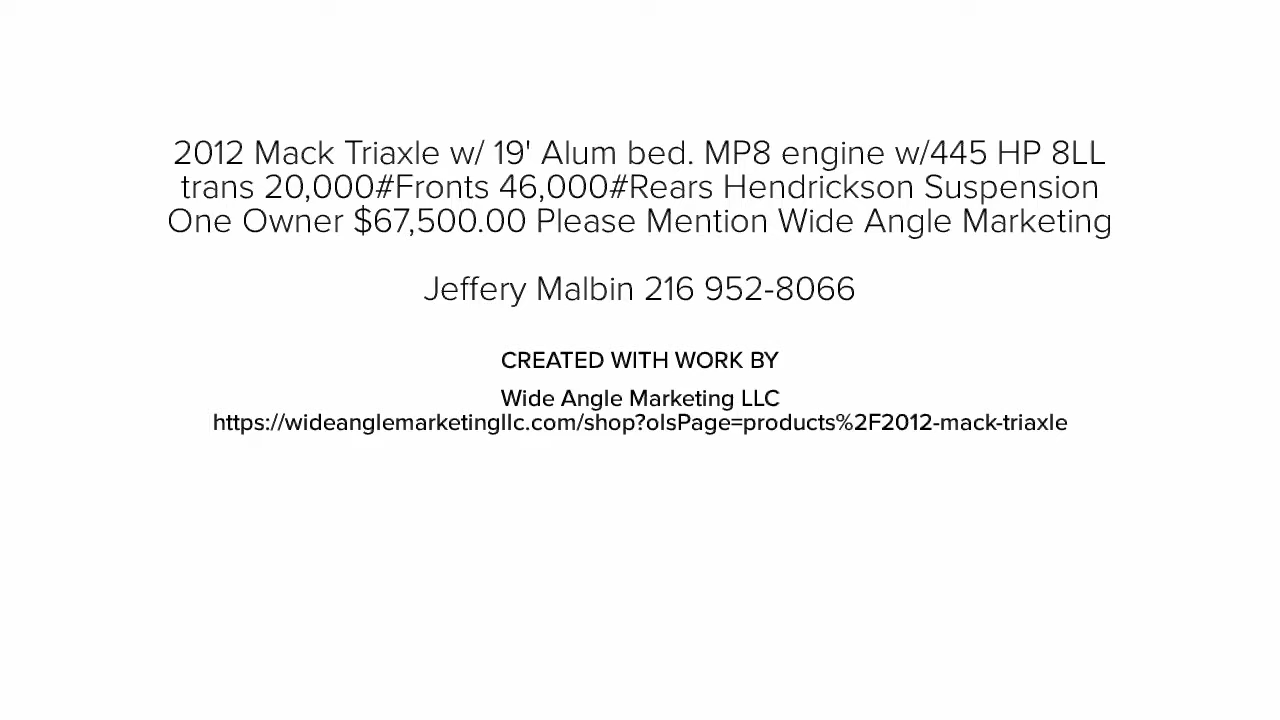 2012 Mack Triaxle w/ 19' Alum bed. MP8 engine w/445 HP 8LL
trans 20,000#Fronts 46,000#Rears Hendrickson Suspension
One Owner $67,500.00 Please Mention Wide Angle Marketing
Jeffery Malbin 216 952-8066
CREATED WITH WORK BY
Wide Angle Marketing LLC
https://wideanglemarketingllc.com/shop?olsPage=products%2F2012-mack-triaxle